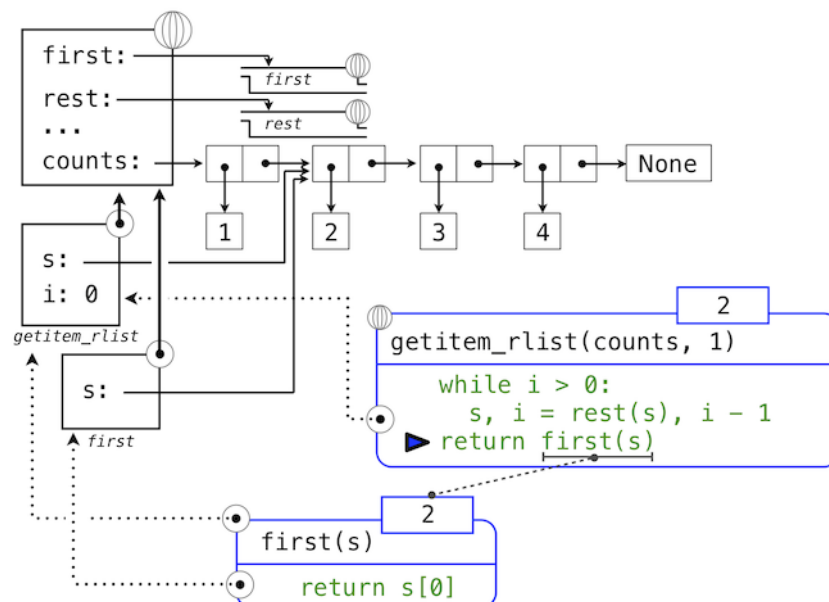 first:
first
rest:
rest
...
counts:
None
1
2
3
4
s:
i: 0
getitem_rlist
s:
first
2
getitem_rlist(counts, 1)
while i > 0:
s, i = rest(s), i - 1
return first(s)
2
first(s)
return s[0]